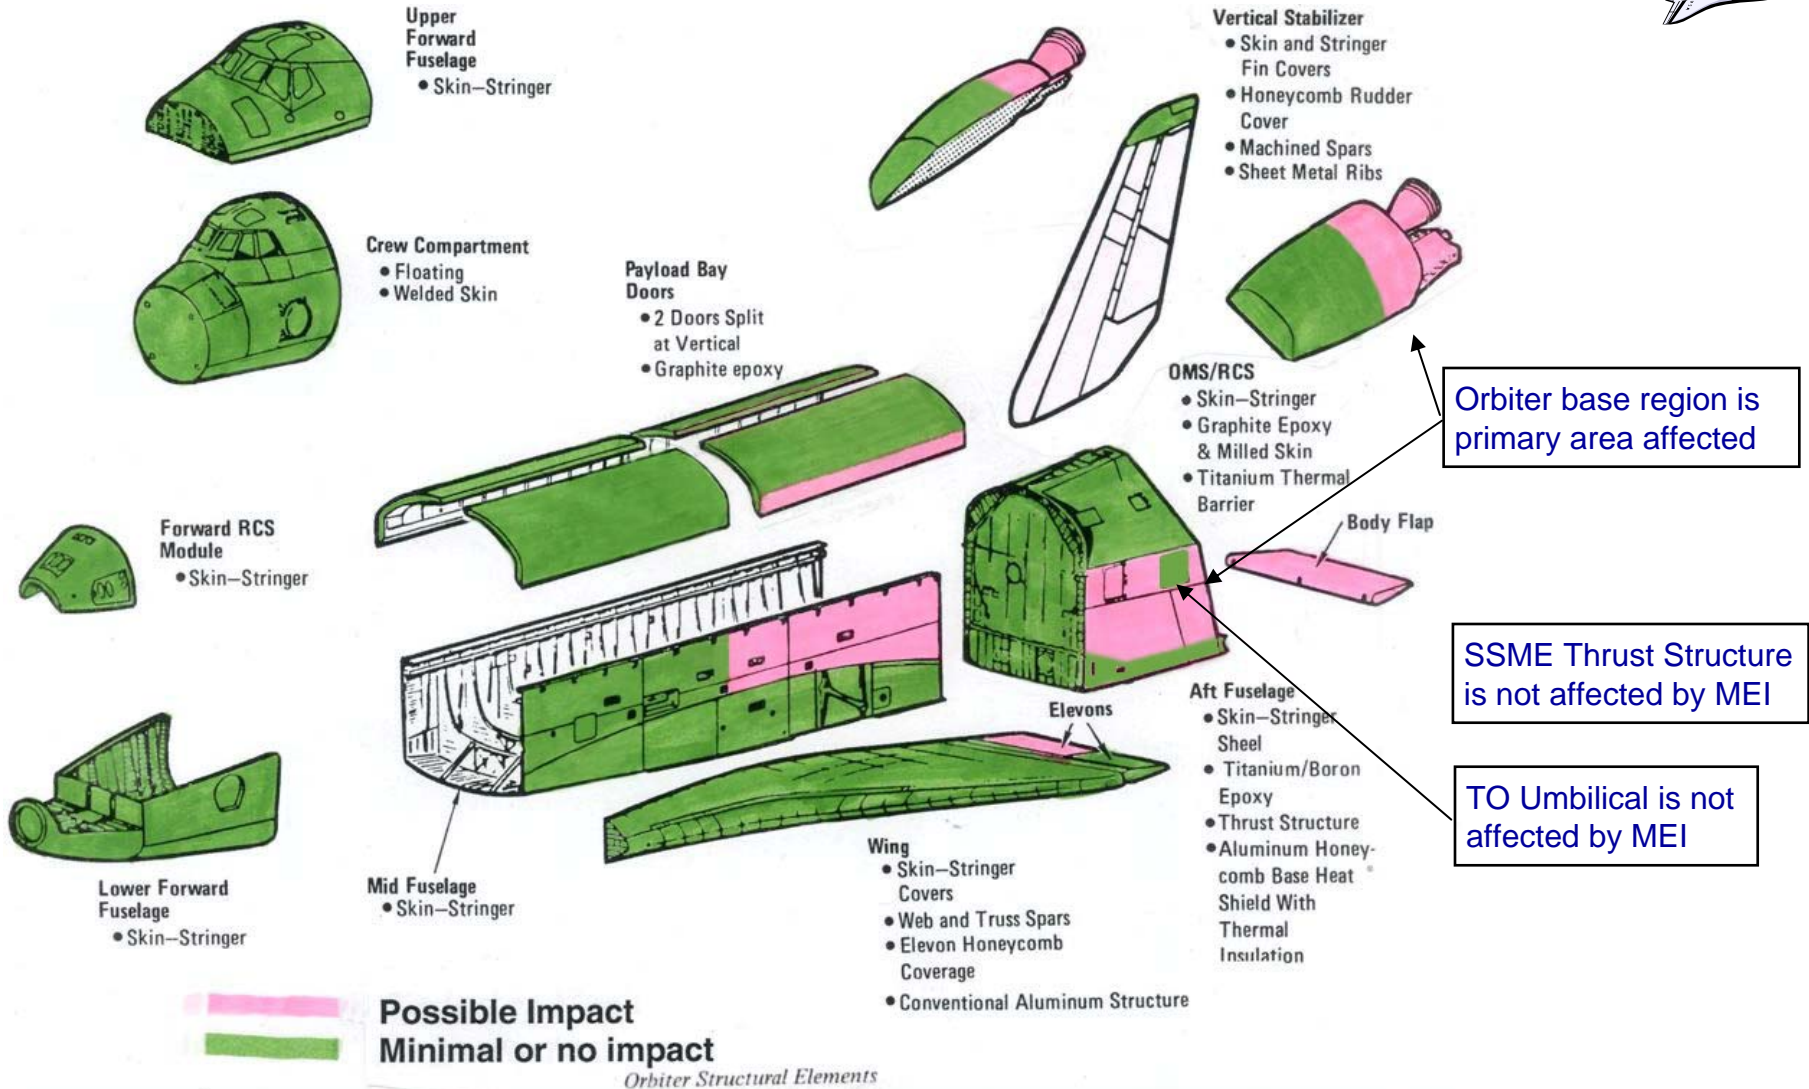 Upper
Forward
Fuselage
• Skin–Stringer
Vertical Stabilizer
• Skin and Stringer
Fin Covers
• Honeycomb Rudder
Cover
• Machined Spars
• Sheet Metal Ribs
Crew Compartment
• Floating
• Welded Skin
Payload Bay
Doors
• 2 Doors Split
at Vertical
• Graphite epoxy
OMS/RCS
• Skin–Stringer
• Graphite Epoxy
& Milled Skin
• Titanium Thermal
Barrier
Orbiter base region is
primary area affected
Forward RCS
Module
• Skin–Stringer
Body Flap
SSME Thrust Structure
is not affected by MEI
Elevons
Aft Fuselage
• Skin–Stringer
Sheel
• Titanium/Boron
Epoxy
• Thrust Structure
• Aluminum Honey-
comb Base Heat
Shield With
Thermal
Insulation
TO Umbilical is not
affected by MEI
Wing
• Skin–Stringer
Covers
• Web and Truss Spars
• Elevon Honeycomb
Coverage
• Conventional Aluminum Structure
Mid Fuselage
• Skin–Stringer
Lower Forward
Fuselage
• Skin–Stringer
Possible Impact
Minimal or no impact
Orbiter Structural Elements